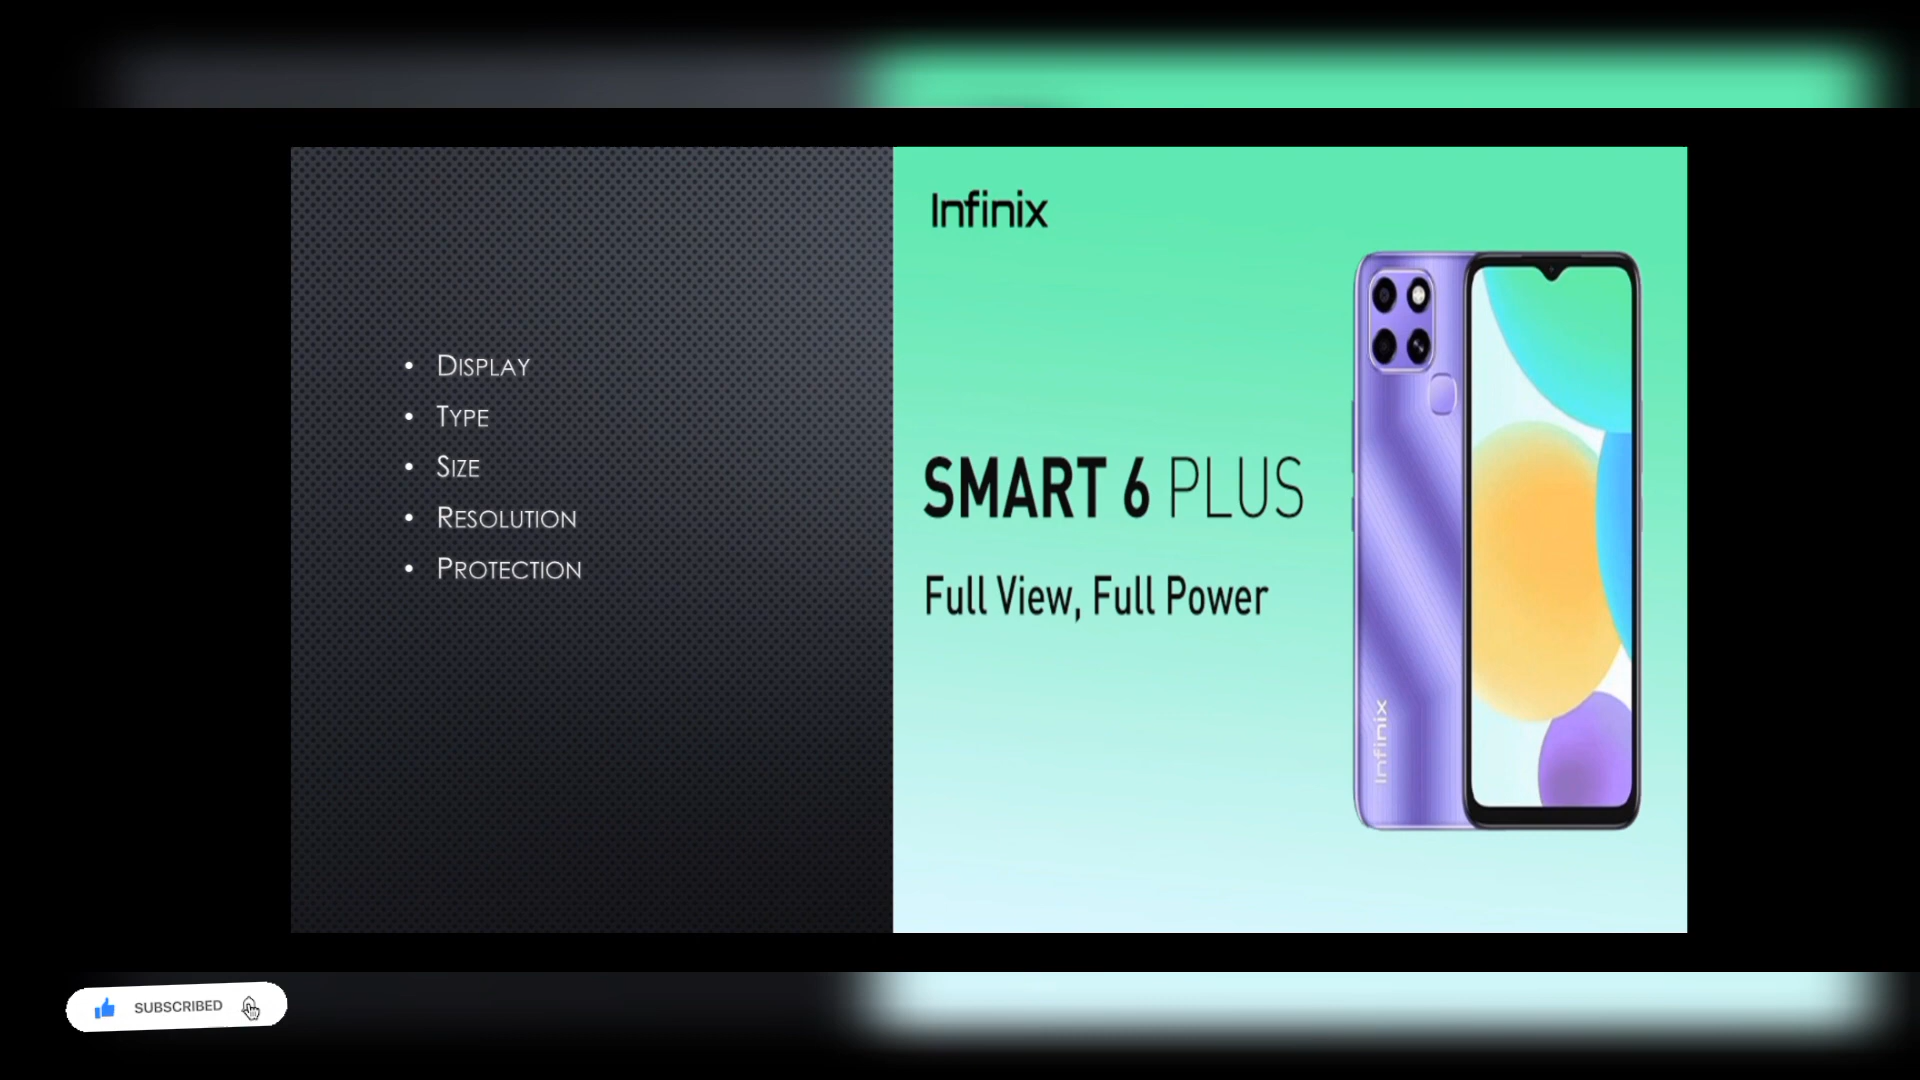 • Display
• Type
• Size
• Resolution
• Protection
Infinix
SMART 6 PLUS
Full View, Full Power
Infinix
SUBSCRIBED